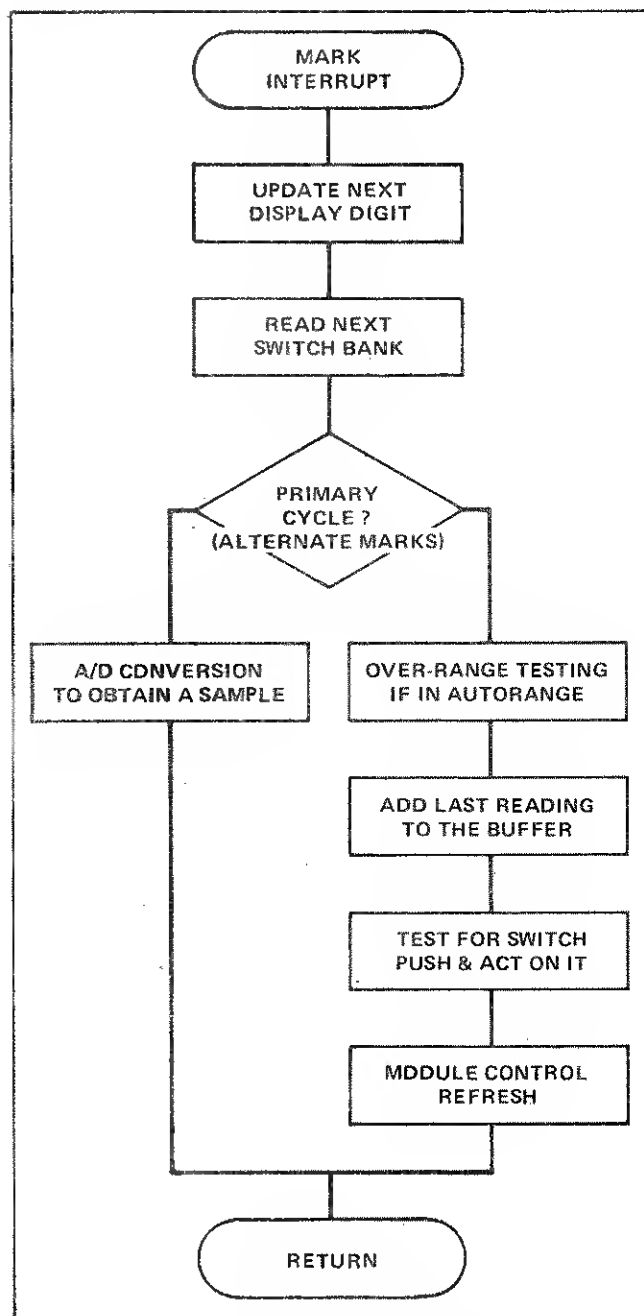 MARK
INTERRUPT
UPDATE NEXT
DISPLAY DIGIT
READ NEXT
SWITCH BANK
PRIMARY
CYCLE ?
(ALTERNATE MARKS)
A/D CONVERSION
TO OBTAIN A SAMPLE
OVER-RANGE TESTING
IF IN AUTORANGE
ADD LAST READING
TO THE BUFFER
TEST FOR SWITCH
PUSH & ACT ON IT
MODULE CONTROL
REFRESH
RETURN